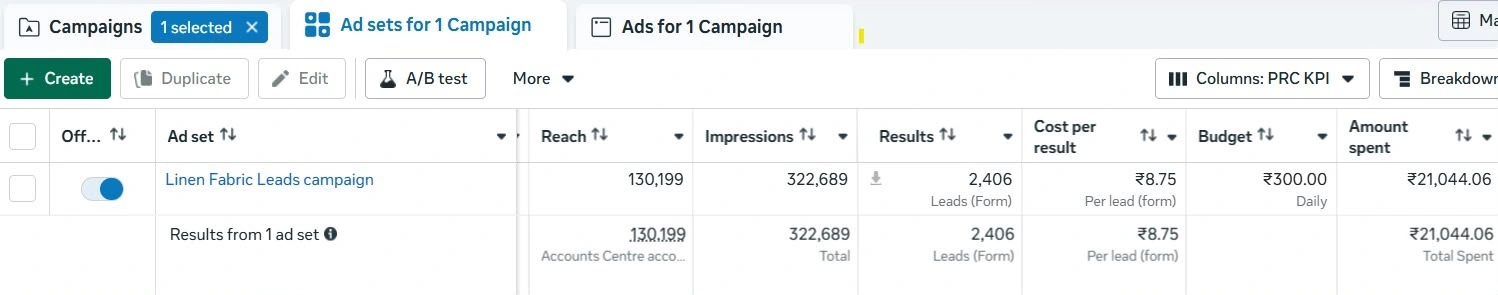 Campaigns 1 selected ×
Ad sets for 1 Campaign
Ads for 1 Campaign
+ Create
Duplicate
Edit
A/B test
More
Columns: PRC KPI
Off...
Ad set
Reach
Impressions
Results
Cost per
result
Budget
Amount
spent
Linen Fabric Leads campaign
130,199
322,689
2,406
Leads (Form)
₹8.75
Per lead (form)
₹300.00
Daily
₹21,044.06
Results from 1 ad set
130,199
Accounts Centre acco...
322,689
Total
2,406
Leads (Form)
₹8.75
Per lead (form)
₹21,044.06
Total Spent